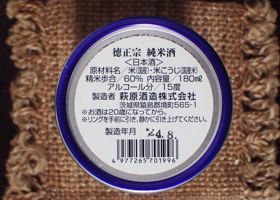 徳正宗 純米酒
<日本酒>
原材料名/米(国産)・米こうじ(国産米)
精米歩合/60% 内容量/180ml
アルコール分/15度
製造者 萩原酒造株式会社
茨城県猿島郡境町565-1
※お酒は20歳になってから。
※リングを手前に引き、静かに引き上げてください。
製造年月 24.8
4977265701996